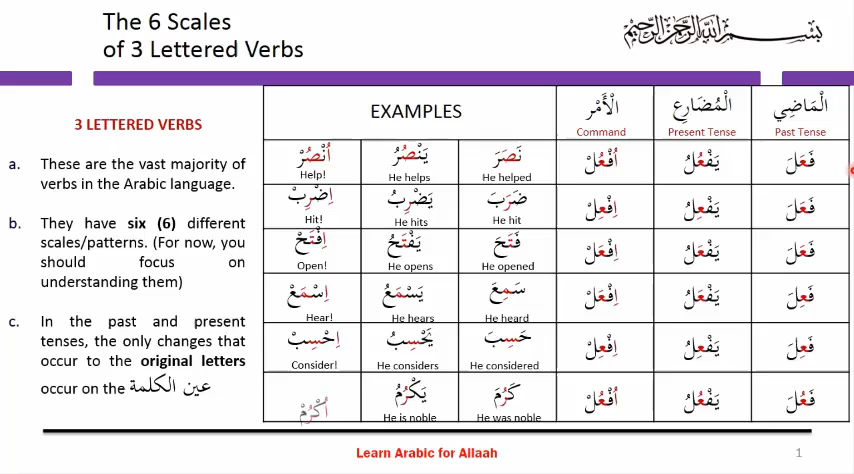 The 6 Scales
of 3 Lettered Verbs
بِسْمِ اللَّهِ الرَّحْمَٰنِ الرَّحِيمِ
3 LETTERED VERBS
a. These are the vast majority of
verbs in the Arabic language.
b. They have six (6) different
scales/patterns. (For now, you
should focus on
understanding them)
c. In the past and present
tenses, the only changes that
occur to the original letters
occur on the عين الكلمة
EXAMPLES
الْأَمْر الْمُضَارِع الْمَاضِي
Command Present Tense Past Tense
اُنْصُرْ يَنْصُرُ نَصَرَ اُفْعُلْ يَفْعُلُ فَعَلَ
Help! He helps He helped
اِضْرِبْ يَضْرِبُ ضَرَبَ اِفْعِلْ يَفْعِلُ فَعَلَ
Hit! He hits He hit
اِفْتَحْ يَفْتَحُ فَتَحَ اِفْعَلْ يَفْعَلُ فَعَلَ
Open! He opens He opened
اِسْمَعْ يَسْمَعُ سَمِعَ اِفْعَلْ يَفْعَلُ فَعِلَ
Hear! He hears He heard
اِحْسِبْ يَحْسِبُ حَسِبَ اِفْعِلْ يَفْعِلُ فَعِلَ
Consider! He considers He considered
اُكْرُمْ يَكْرُمُ كَرُمَ اُفْعُلْ يَفْعُلُ فَعُلَ
He is noble He was noble
Learn Arabic for Allaah
1